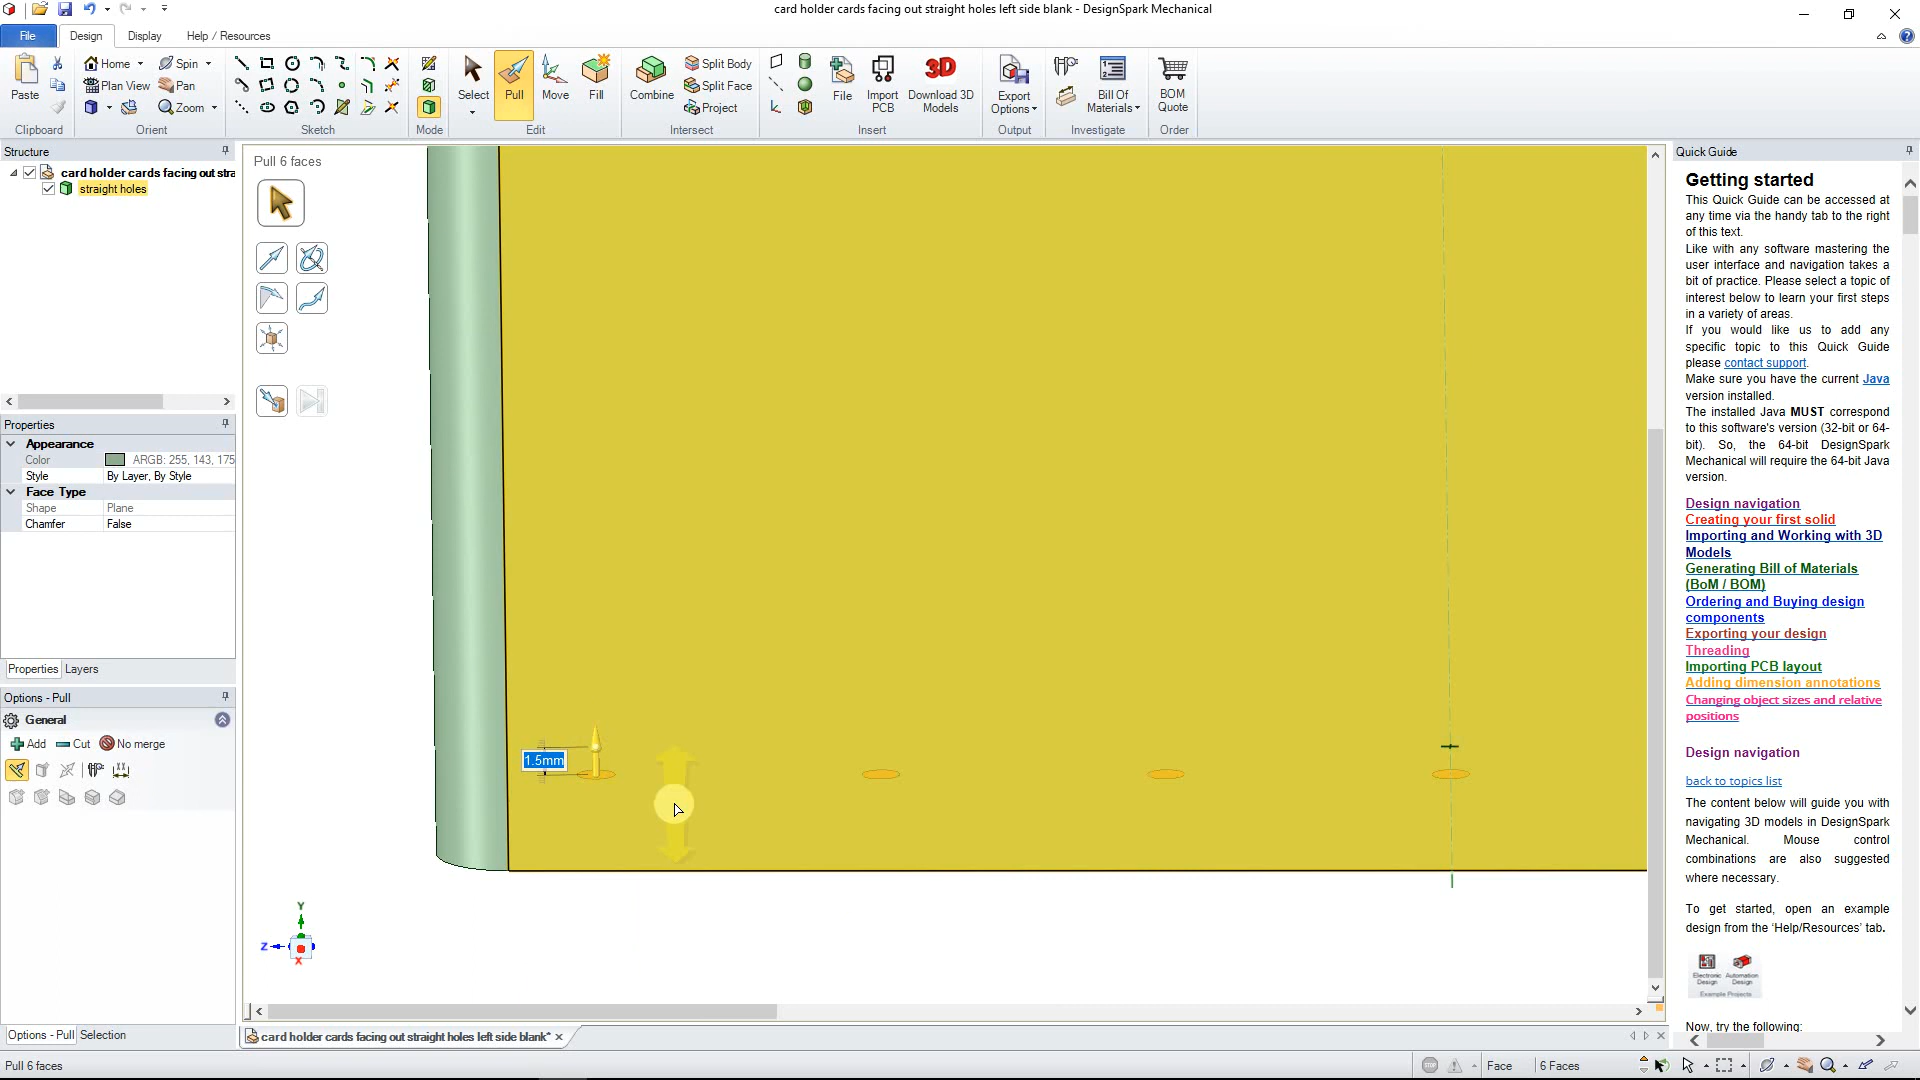 card holder cards facing out straight holes left side blank - DesignSpark Mechanical
File Design Display Help / Resources
Paste
Clipboard
Home
Plan View
Spin
Pan
Zoom
Orient
Sketch
Mode
Select
Pull
Move
Fill
Edit
Combine
Split Body
Split Face
Project
Intersect
File
Import PCB
Download 3D Models
Insert
Export Options
Output
Bill Of Materials
Investigate
BOM Quote
Order
Structure
card holder cards facing out stra
straight holes
Properties
Appearance
Color ARGB: 255, 143, 175
Style By Layer, By Style
Face Type
Shape Plane
Chamfer False
Properties Layers
Options - Pull
General
Add Cut No merge
Options - Pull Selection
Pull 6 faces
1.5mm
Y
Z
X
card holder cards facing out straight holes left side blank*
Quick Guide
Getting started
This Quick Guide can be accessed at
any time via the handy tab to the right
of this text.
Like with any software mastering the
user interface and navigation takes a
bit of practice. Please select a topic of
interest below to learn your first steps
in a variety of areas.
If you would like us to add any
specific topic to this Quick Guide
please contact support.
Make sure you have the current Java
version installed.
The installed Java MUST correspond
to this software's version (32-bit or 64-
bit). So, the 64-bit DesignSpark
Mechanical will require the 64-bit Java
version.
Design navigation
Creating your first solid
Importing and Working with 3D
Models
Generating Bill of Materials
(BoM / BOM)
Ordering and Buying design
components
Exporting your design
Threading
Importing PCB layout
Adding dimension annotations
Changing object sizes and relative
positions
Design navigation
back to topics list
The content below will guide you with
navigating 3D models in DesignSpark
Mechanical. Mouse control
combinations are also suggested
where necessary.
To get started, open an example
design from the 'Help/Resources' tab.
Electronic Design Automation Design
Example Projects
Now, try the following:
Pull 6 faces
Face 6 Faces